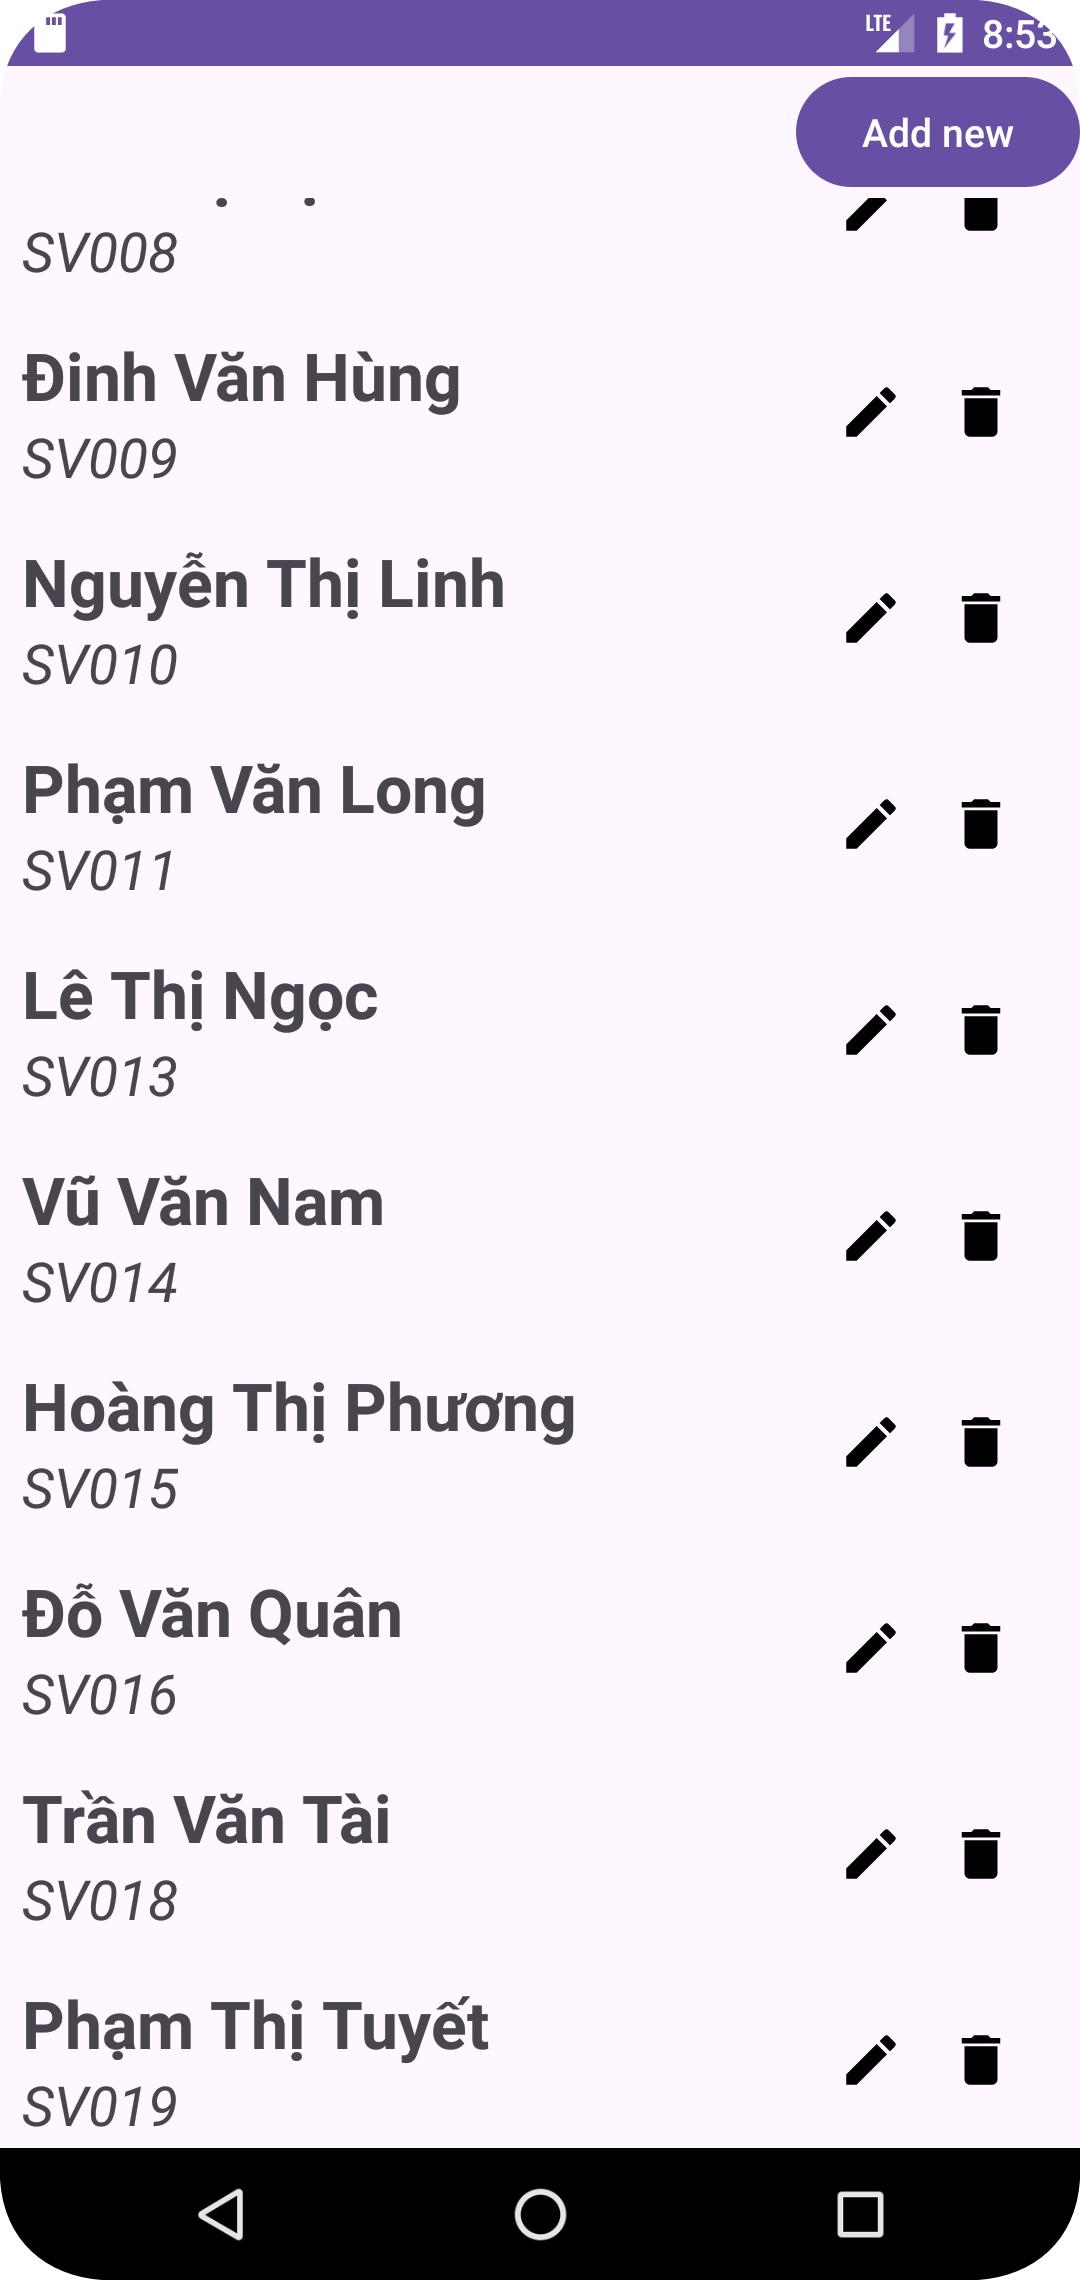 LTE 8:53
Add new
SV008
Đinh Văn Hùng
SV009
Nguyễn Thị Linh
SV010
Phạm Văn Long
SV011
Lê Thị Ngọc
SV013
Vũ Văn Nam
SV014
Hoàng Thị Phương
SV015
Đỗ Văn Quân
SV016
Trần Văn Tài
SV018
Phạm Thị Tuyết
SV019